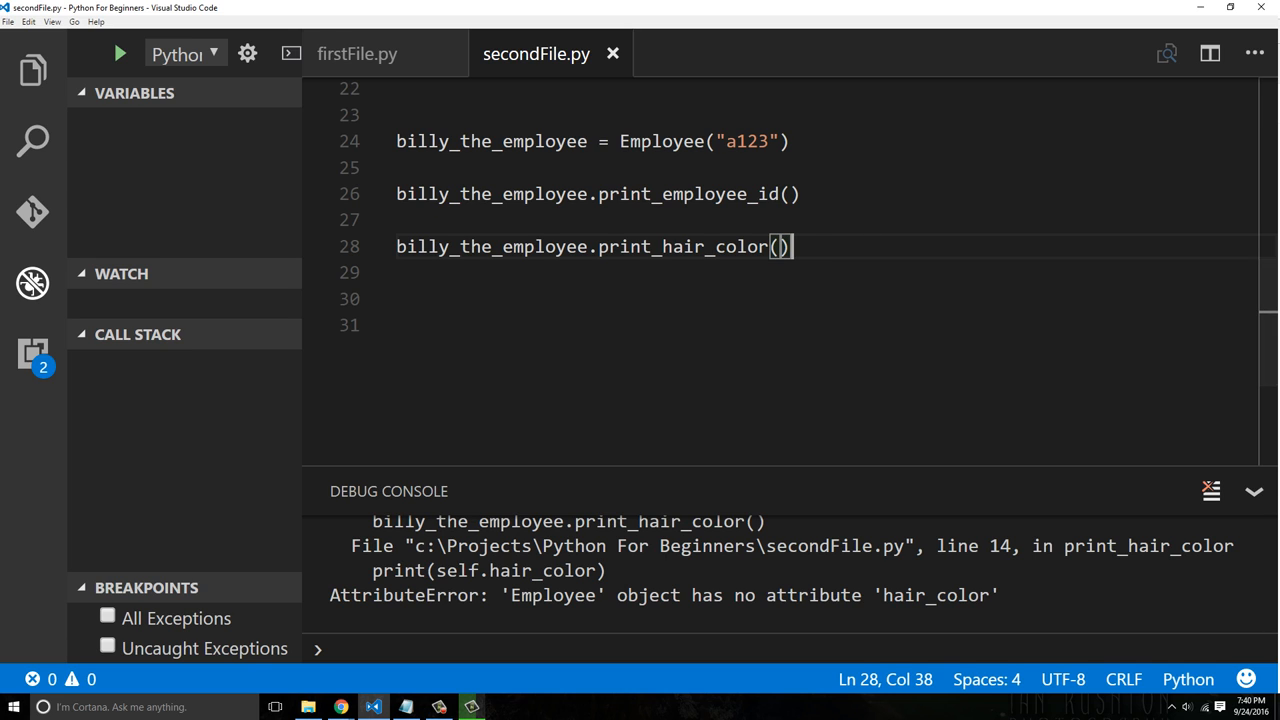 secondFile.py - Python For Beginners - Visual Studio Code
File Edit View Go Help
Pythor
firstFile.py
secondFile.py
VARIABLES
22
23
24 billy_the_employee = Employee("a123")
25
26 billy_the_employee.print_employee_id()
27
28 billy_the_employee.print_hair_color()
29
30
31
WATCH
CALL STACK
2
DEBUG CONSOLE
billy_the_employee.print_hair_color()
File "c:\Projects\Python For Beginners\secondFile.py", line 14, in print_hair_color
print(self.hair_color)
AttributeError: 'Employee' object has no attribute 'hair_color'
BREAKPOINTS
All Exceptions
Uncaught Exceptions
0 0
Ln 28, Col 38 Spaces: 4 UTF-8 CRLF Python
I'm Cortana. Ask me anything.
7:40 PM
9/24/2016